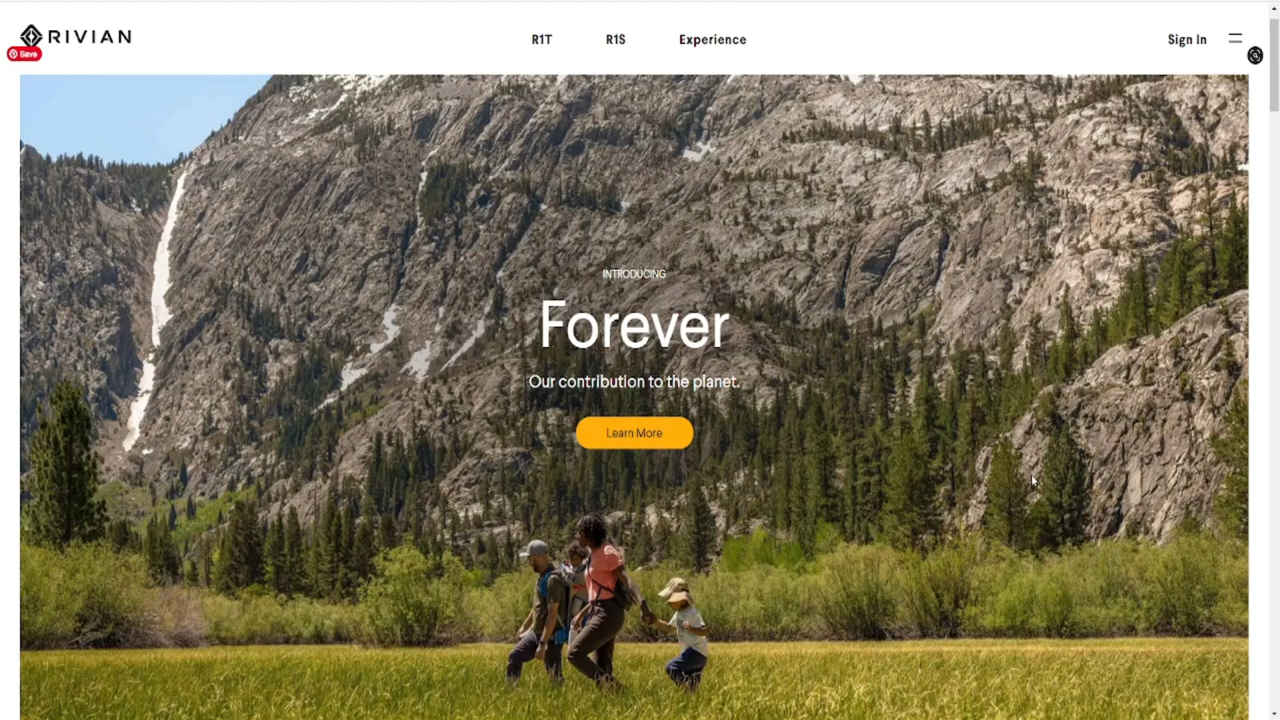 RIVIAN
Save
R1T
R1S
Experience
Sign In
INTRODUCING
Forever
Our contribution to the planet.
Learn More